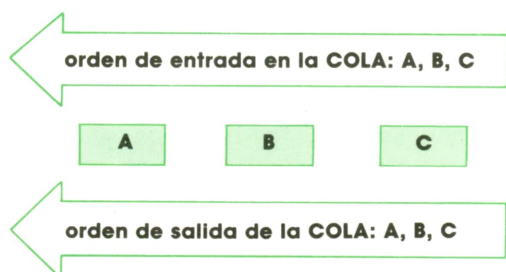 orden de entrada en la COLA: A, B, C
A B C
orden de salida de la COLA: A, B, C